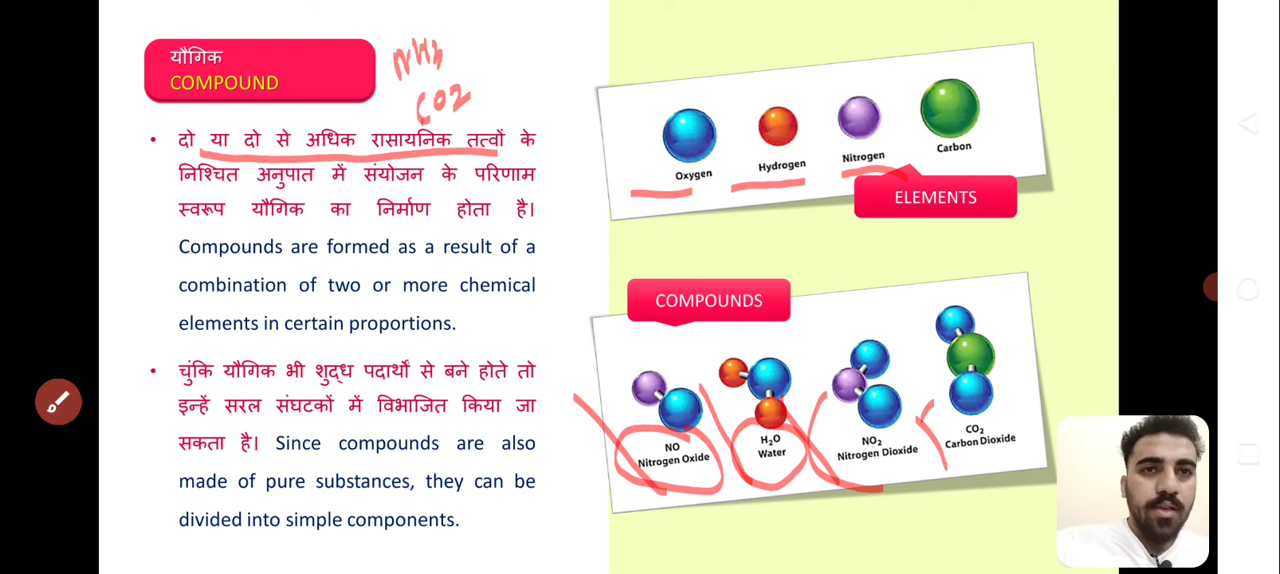 यौगिक
COMPOUND
NH3
CO2
• दो या दो से अधिक रासायनिक तत्वों के
निश्चित अनुपात में संयोजन के परिणाम
स्वरूप यौगिक का निर्माण होता है।
Compounds are formed as a result of a
combination of two or more chemical
elements in certain proportions.
• चुंकि यौगिक भी शुद्ध पदार्थों से बने होते तो
इन्हें सरल संघटकों में विभाजित किया जा
सकता है। Since compounds are also
made of pure substances, they can be
divided into simple components.
Oxygen
Hydrogen
Nitrogen
Carbon
ELEMENTS
COMPOUNDS
NO
Nitrogen Oxide
H₂O
Water
NO₂
Nitrogen Dioxide
CO₂
Carbon Dioxide